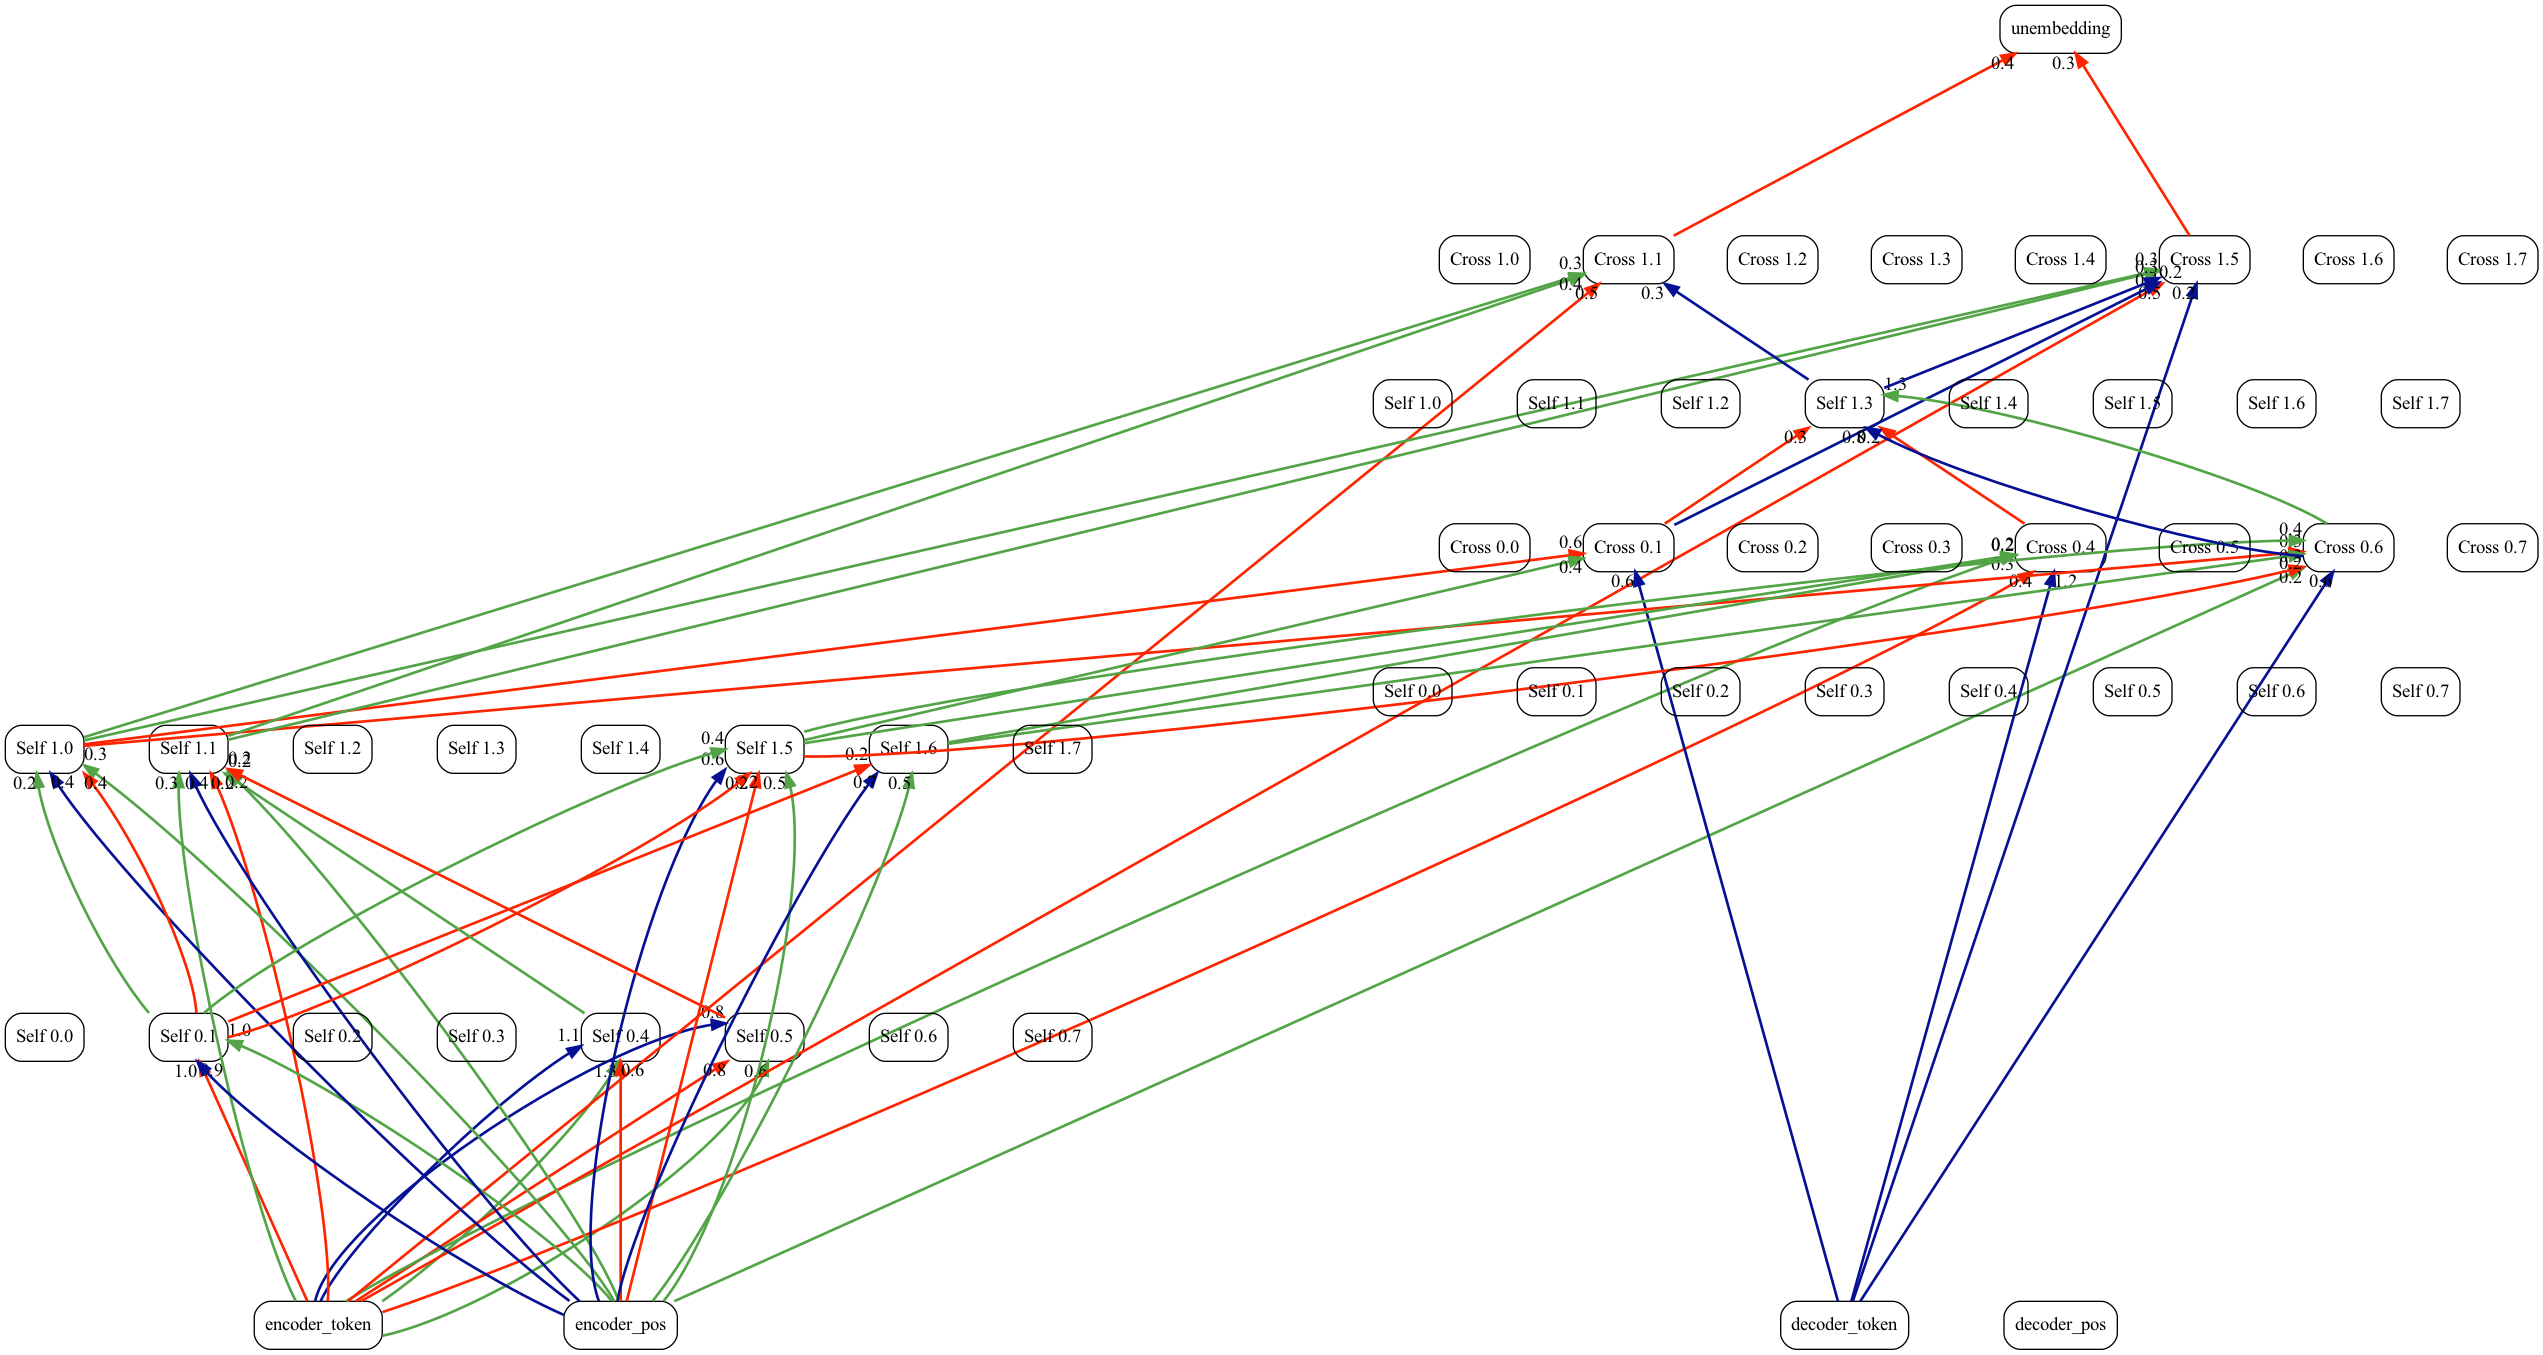 unembedding
0.4 0.3
Cross 1.0 Cross 1.1 Cross 1.2 Cross 1.3 Cross 1.4 Cross 1.5 Cross 1.6 Cross 1.7
0.3 0.3 0.2
0.4 0.5 0.3 0.5 0.2
Self 1.0 Self 1.1 Self 1.2 Self 1.3 Self 1.4 Self 1.5 Self 1.6 Self 1.7
1.3
0.3 0.2
Cross 0.0 Cross 0.1 Cross 0.2 Cross 0.3 Cross 0.4 Cross 0.5 Cross 0.6 Cross 0.7
0.6 0.2 0.4
0.4 0.6 0.3 0.4 1.2 0.2 0.2
Self 0.0 Self 0.1 Self 0.2 Self 0.3 Self 0.4 Self 0.5 Self 0.6 Self 0.7
Self 1.0 Self 1.1 Self 1.2 Self 1.3 Self 1.4 Self 1.5 Self 1.6 Self 1.7
0.3 0.2 0.4 0.6 0.2
0.2 0.4 0.4 0.3 0.4 0.2 0.2 0.5 0.5
Self 0.0 Self 0.1 Self 0.2 Self 0.3 Self 0.4 Self 0.5 Self 0.6 Self 0.7
1.0 1.1 0.8
1.0 0.6 0.8 0.6
encoder_token encoder_pos decoder_token decoder_pos